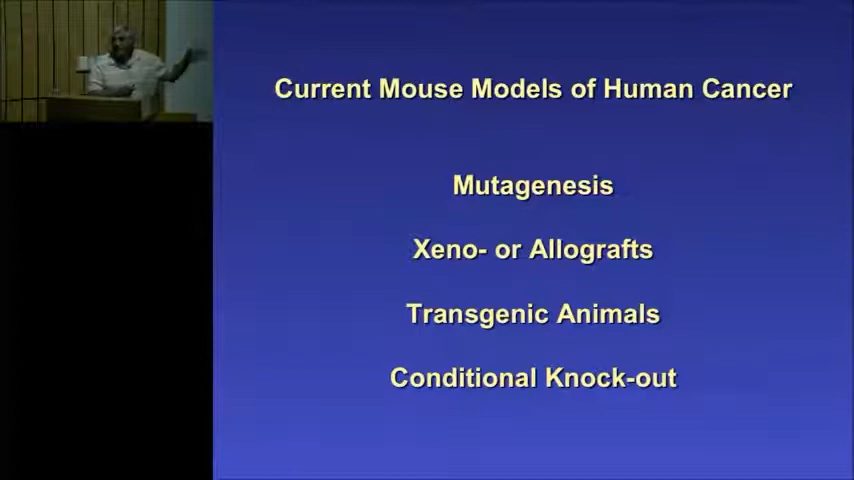 Current Mouse Models of Human Cancer
Mutagenesis
Xeno- or Allografts
Transgenic Animals
Conditional Knock-out